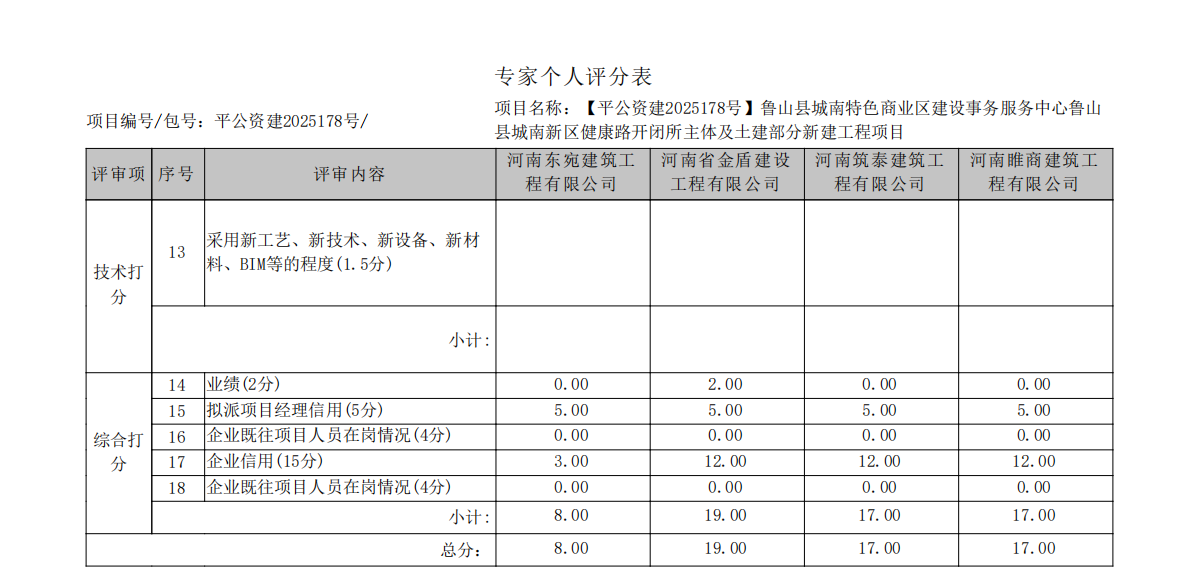 专家个人评分表
项目编号/包号：平公资建2025178号/
项目名称：【平公资建2025178号】鲁山县城南特色商业区建设事务服务中心鲁山
县城南新区健康路开闭所主体及土建部分新建工程项目
评审项 序号 评审内容 河南东宛建筑工 河南省金盾建设 河南筑泰建筑工 河南睢商建筑工
程有限公司 工程有限公司 程有限公司 程有限公司
技术打
分
13 采用新工艺、新技术、新设备、新材
料、BIM等的程度(1.5分)
小计:
综合打
分
14 业绩(2分) 0.00 2.00 0.00 0.00
15 拟派项目经理信用(5分) 5.00 5.00 5.00 5.00
16 企业既往项目人员在岗情况(4分) 0.00 0.00 0.00 0.00
17 企业信用(15分) 3.00 12.00 12.00 12.00
18 企业既往项目人员在岗情况(4分) 0.00 0.00 0.00 0.00
小计: 8.00 19.00 17.00 17.00
总分: 8.00 19.00 17.00 17.00